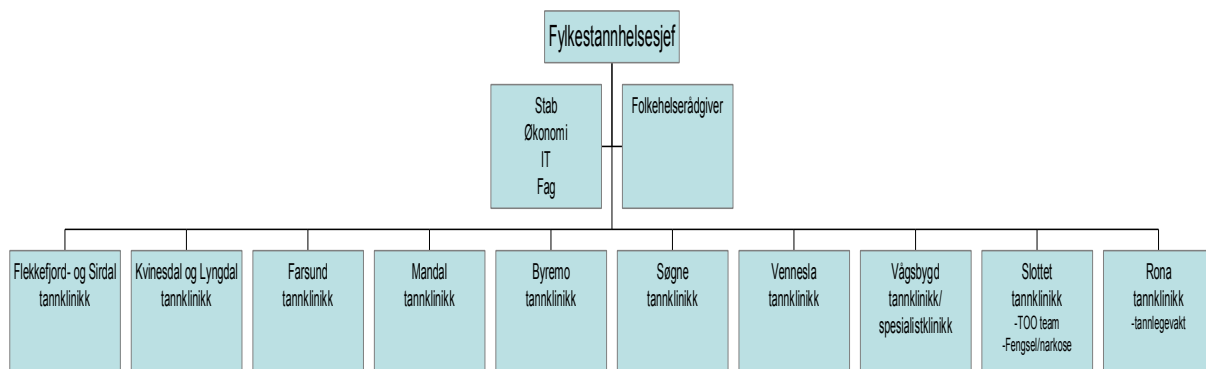 Fylkestannhelsesjef
Stab
Økonomi
IT
Fag
Folkehelserådgiver
Flekkefjord- og Sirdal
tannklinikk
Kvinesdal og Lyngdal
tannklinikk
Farsund
tannklinikk
Mandal
tannklinikk
Byremo
tannklinikk
Søgne
tannklinikk
Vennesla
tannklinikk
Vågsbygd
tannklinikk/
spesialistklinikk
Slottet
tannklinikk
-TOO team
-Fengsel/narkose
Rona
tannklinikk
-tannlegevakt